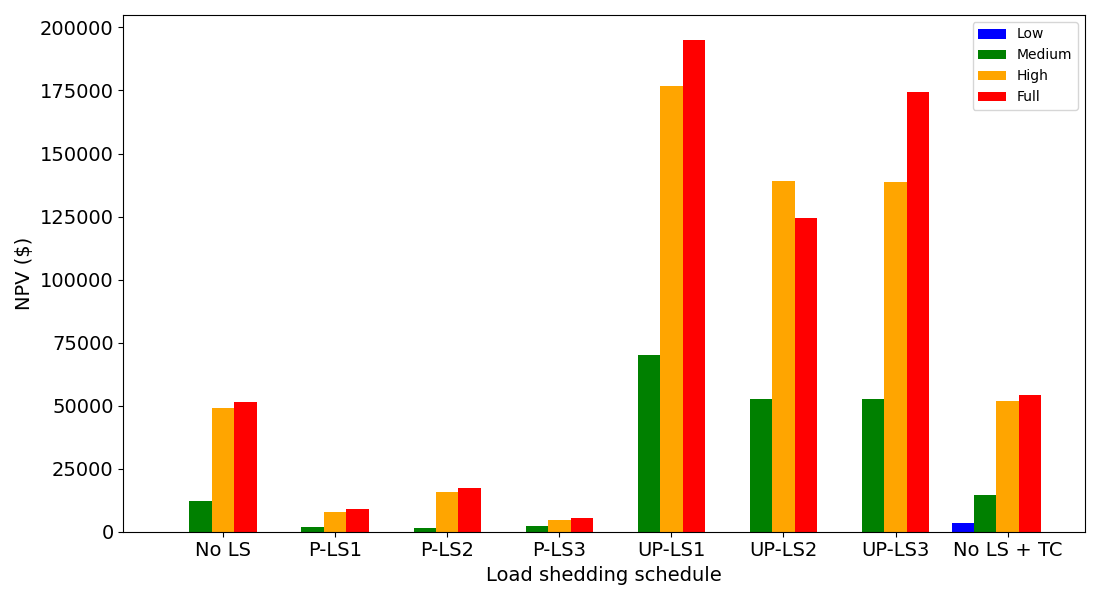 200000
175000
150000
125000
100000
75000
50000
25000
0
NPV ($)
Low
Medium
High
Full
No LS P-LS1 P-LS2 P-LS3 UP-LS1 UP-LS2 UP-LS3 No LS + TC
Load shedding schedule